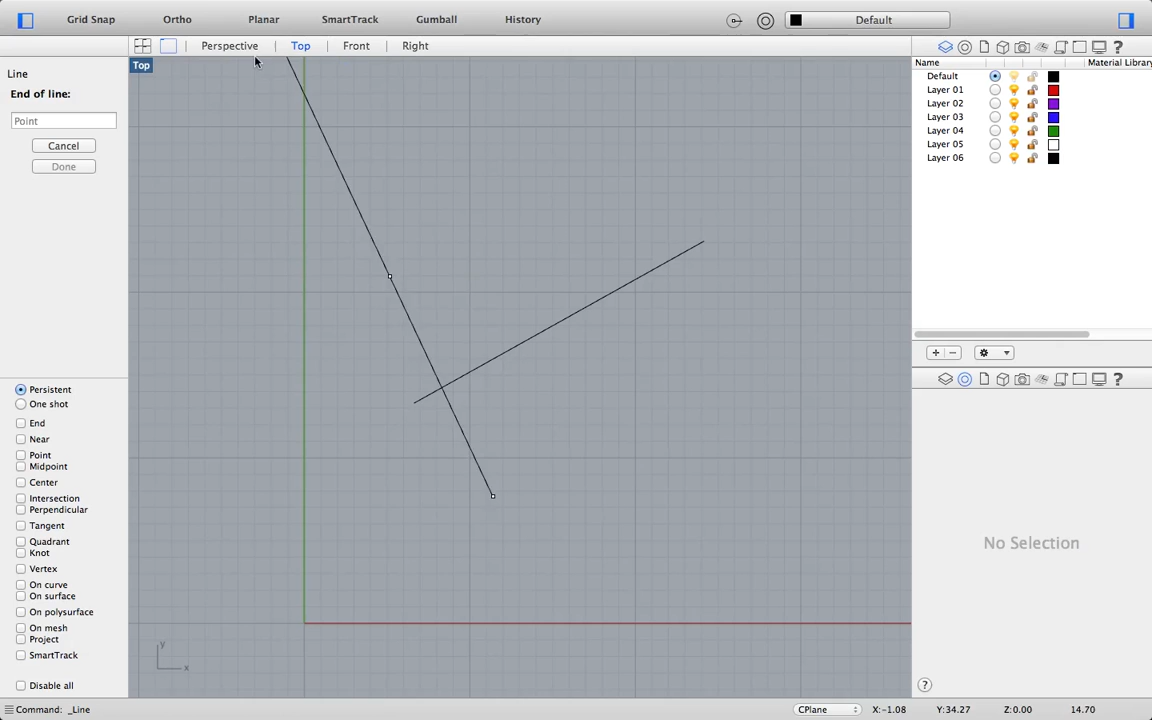 Grid Snap Ortho Planar SmartTrack Gumball History Default
Perspective Top Front Right
Top
Line
End of line:
Point
Cancel
Done
Persistent
One shot
End
Near
Point
Midpoint
Center
Intersection
Perpendicular
Tangent
Quadrant
Knot
Vertex
On curve
On surface
On polysurface
On mesh
Project
SmartTrack
Disable all
y
x
Name Material Library
Default
Layer 01
Layer 02
Layer 03
Layer 04
Layer 05
Layer 06
+ −
?
No Selection
?
Command: _Line CPlane X:-1.08 Y:34.27 Z:0.00 14.70